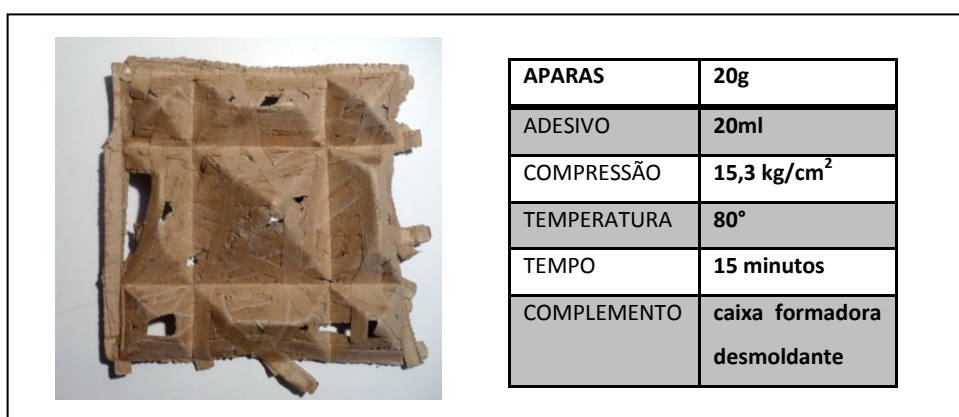 APARAS 20g
ADESIVO 20ml
COMPRESSÃO 15,3 kg/cm²
TEMPERATURA 80°
TEMPO 15 minutos
COMPLEMENTO caixa formadora
desmoldante